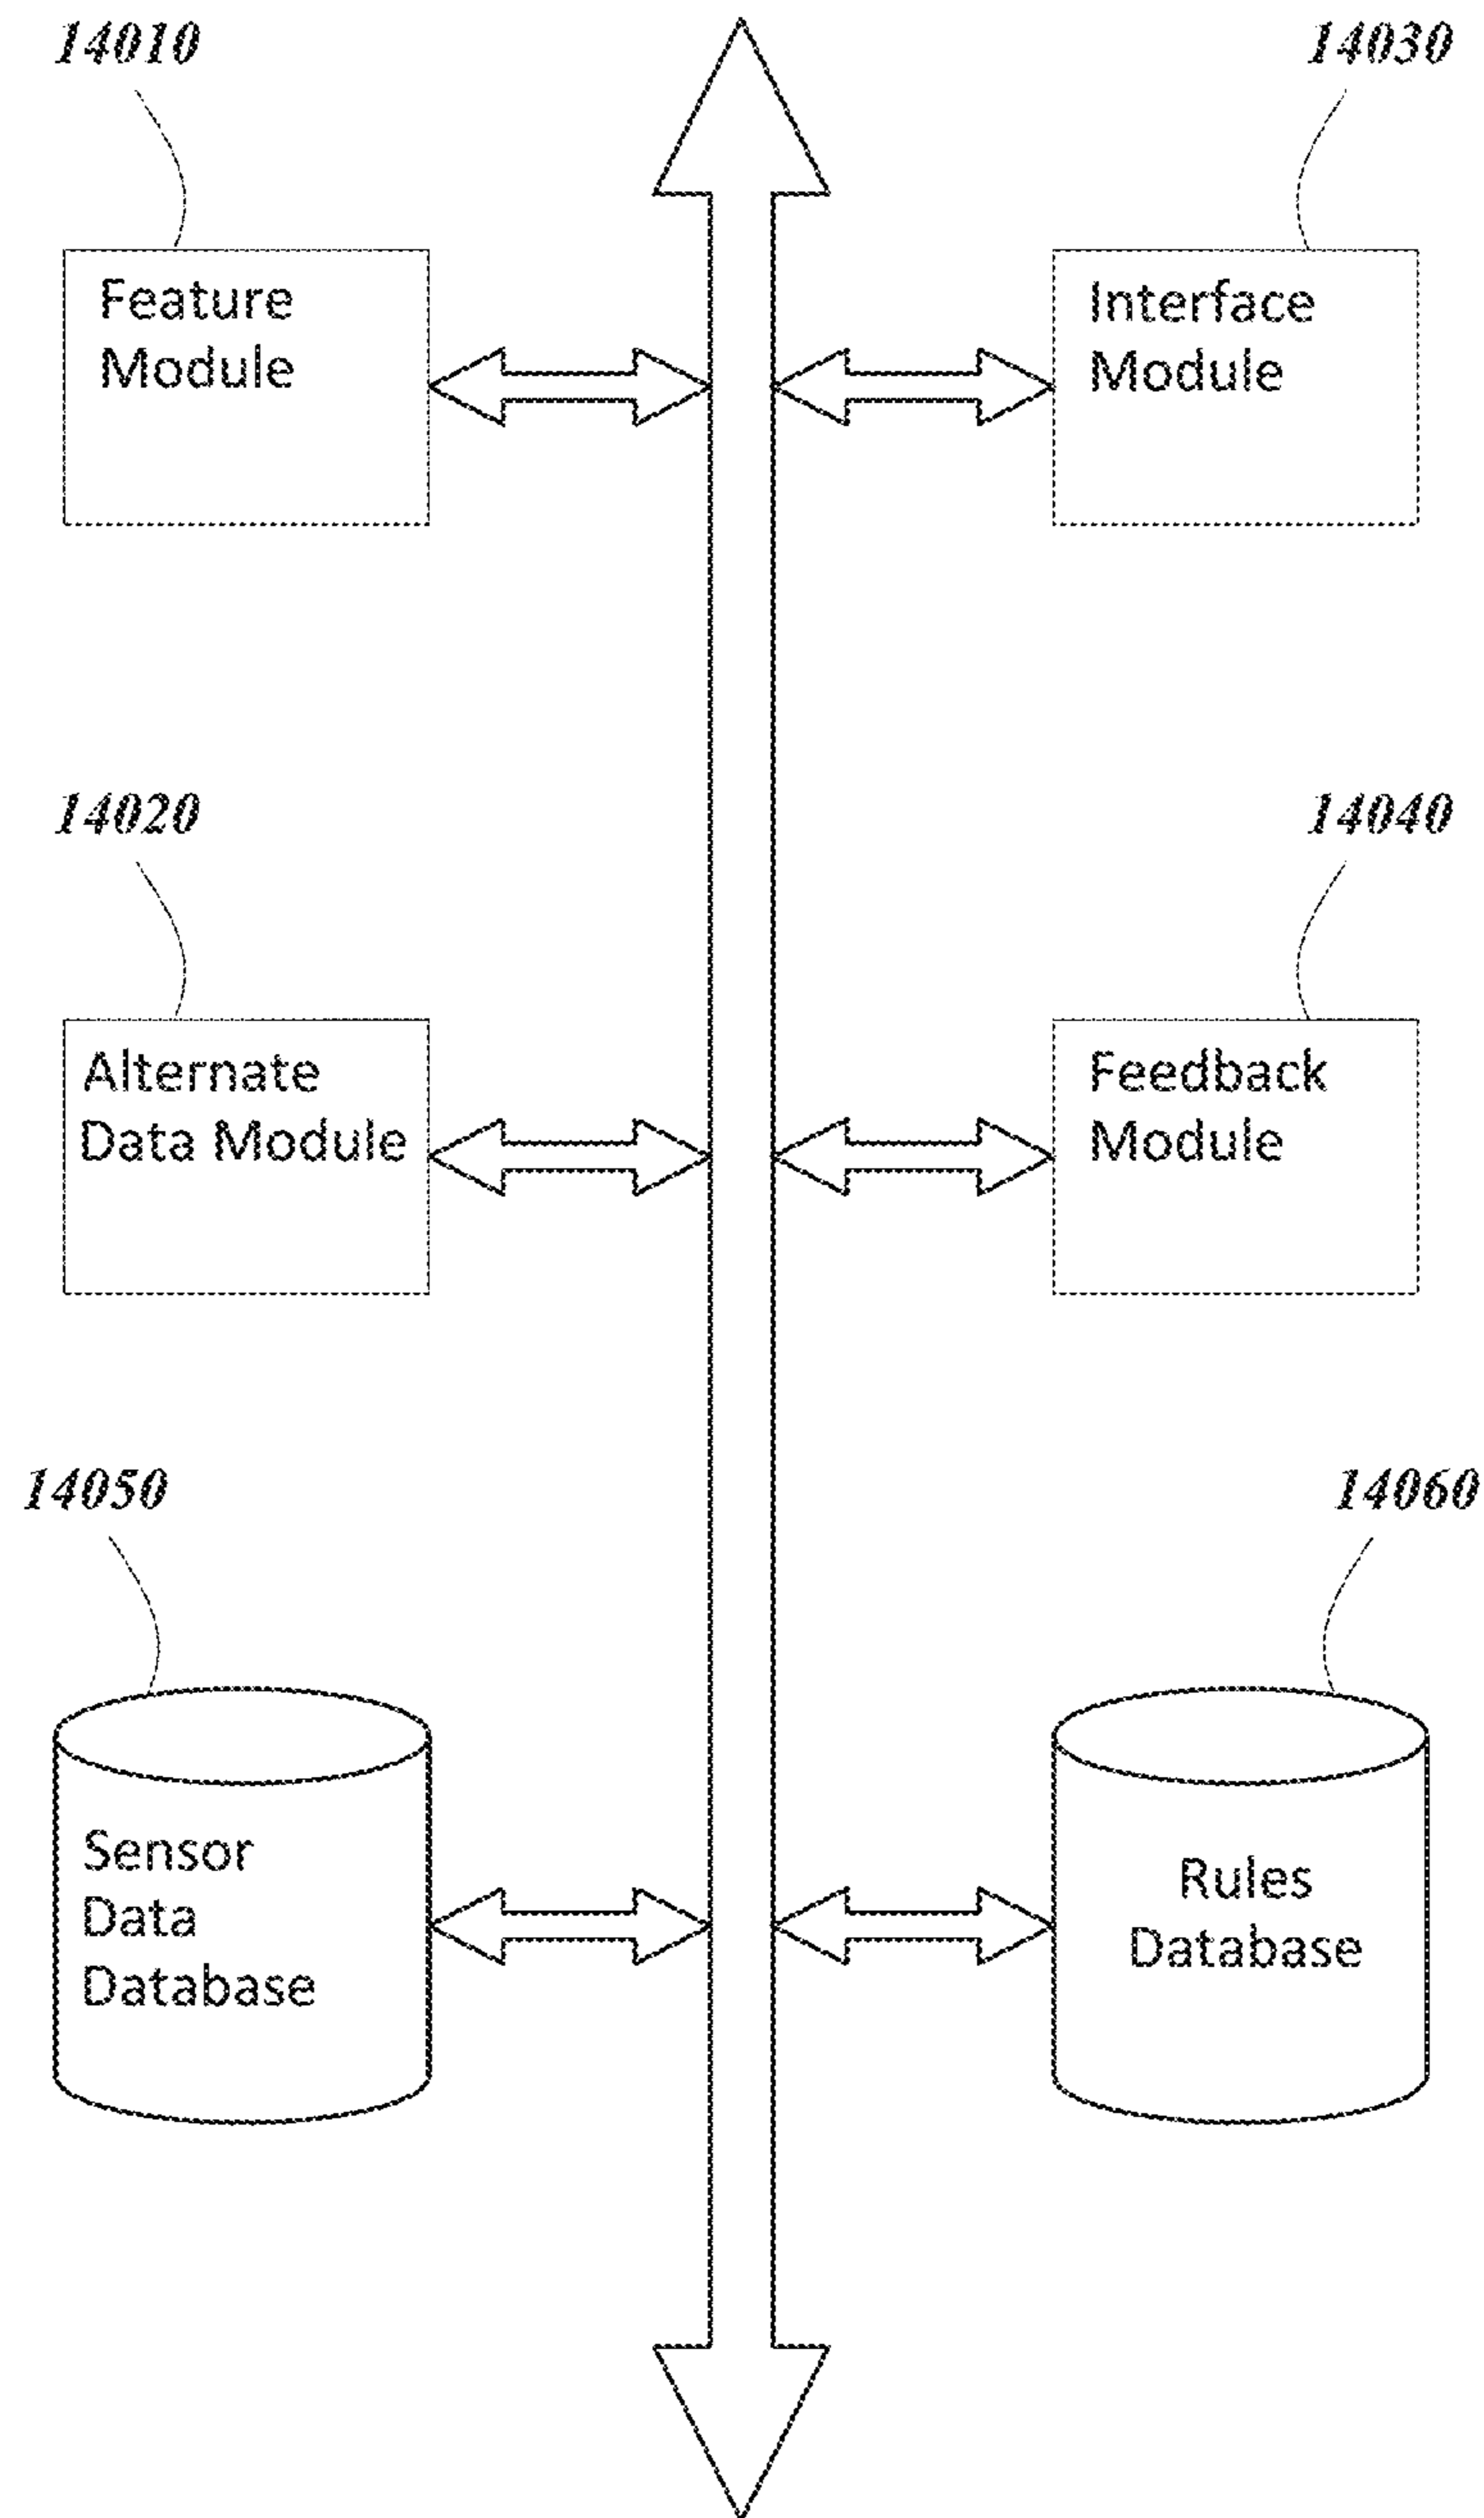 14010
14030
Feature
Module
Interface
Module
14020
14040
Alternate
Data Module
Feedback
Module
14050
14060
Sensor
Data
Database
Rules
Database